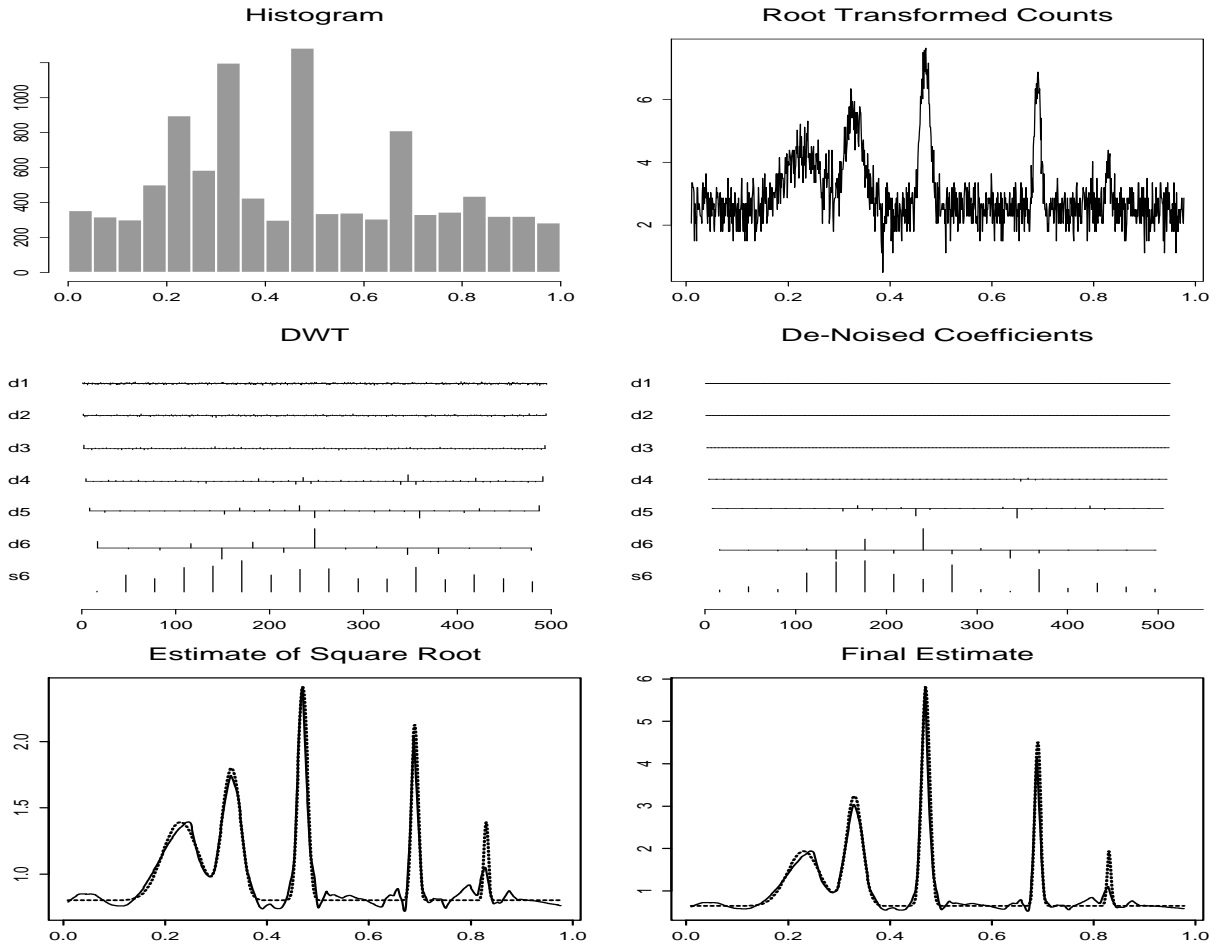 Histogram
1000
800
600
400
200
0
0.0 0.2 0.4 0.6 0.8 1.0
Root Transformed Counts
6
4
2
0.0 0.2 0.4 0.6 0.8 1.0
DWT
d1
d2
d3
d4
d5
d6
s6
0 100 200 300 400 500
De-Noised Coefficients
d1
d2
d3
d4
d5
d6
s6
0 100 200 300 400 500
Estimate of Square Root
2.0
1.5
1.0
0.0 0.2 0.4 0.6 0.8 1.0
Final Estimate
6
5
4
3
2
1
0.0 0.2 0.4 0.6 0.8 1.0